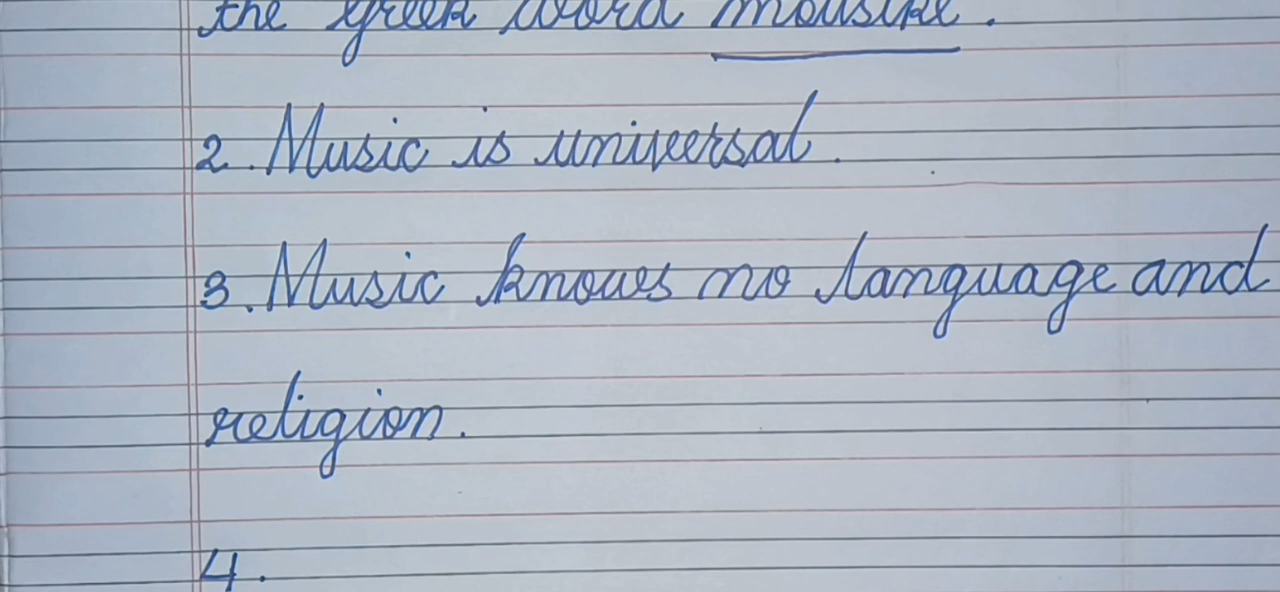 the Greek word mousike.
2. Music is universal.
3. Music knows no language and
religion.
4.